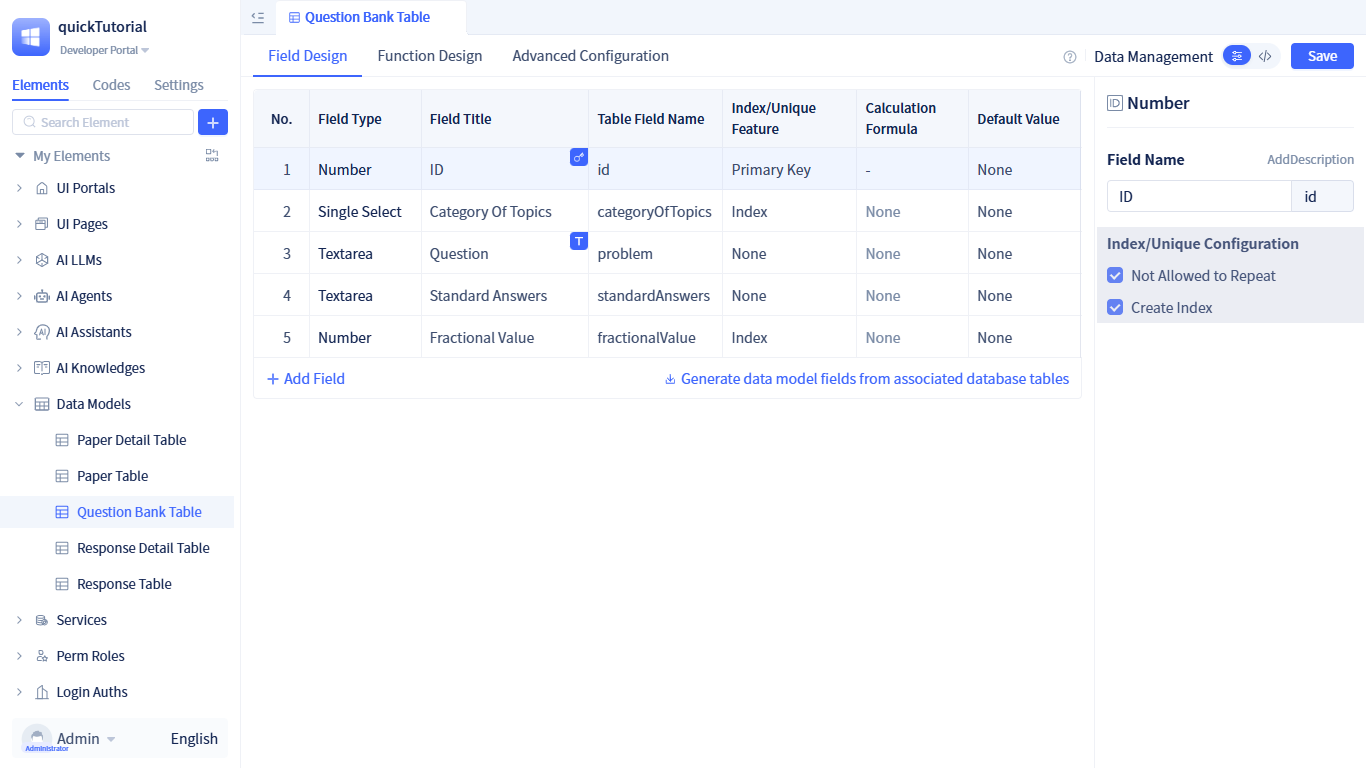 quickTutorial
Developer Portal
Elements Codes Settings
Search Element
My Elements
UI Portals
UI Pages
AI LLMs
AI Agents
AI Assistants
AI Knowledges
Data Models
Paper Detail Table
Paper Table
Question Bank Table
Response Detail Table
Response Table
Services
Perm Roles
Login Auths
Admin
Administrator
English
Question Bank Table
Field Design Function Design Advanced Configuration
Data Management
Save
No. Field Type Field Title Table Field Name Index/Unique Feature Calculation Formula Default Value
1 Number ID id Primary Key - None
2 Single Select Category Of Topics categoryOfTopics Index None None
T
3 Textarea Question problem None None None
4 Textarea Standard Answers standardAnswers None None None
5 Number Fractional Value fractionalValue Index None None
Add Field
Generate data model fields from associated database tables
ID Number
Field Name AddDescription
ID id
Index/Unique Configuration
Not Allowed to Repeat
Create Index